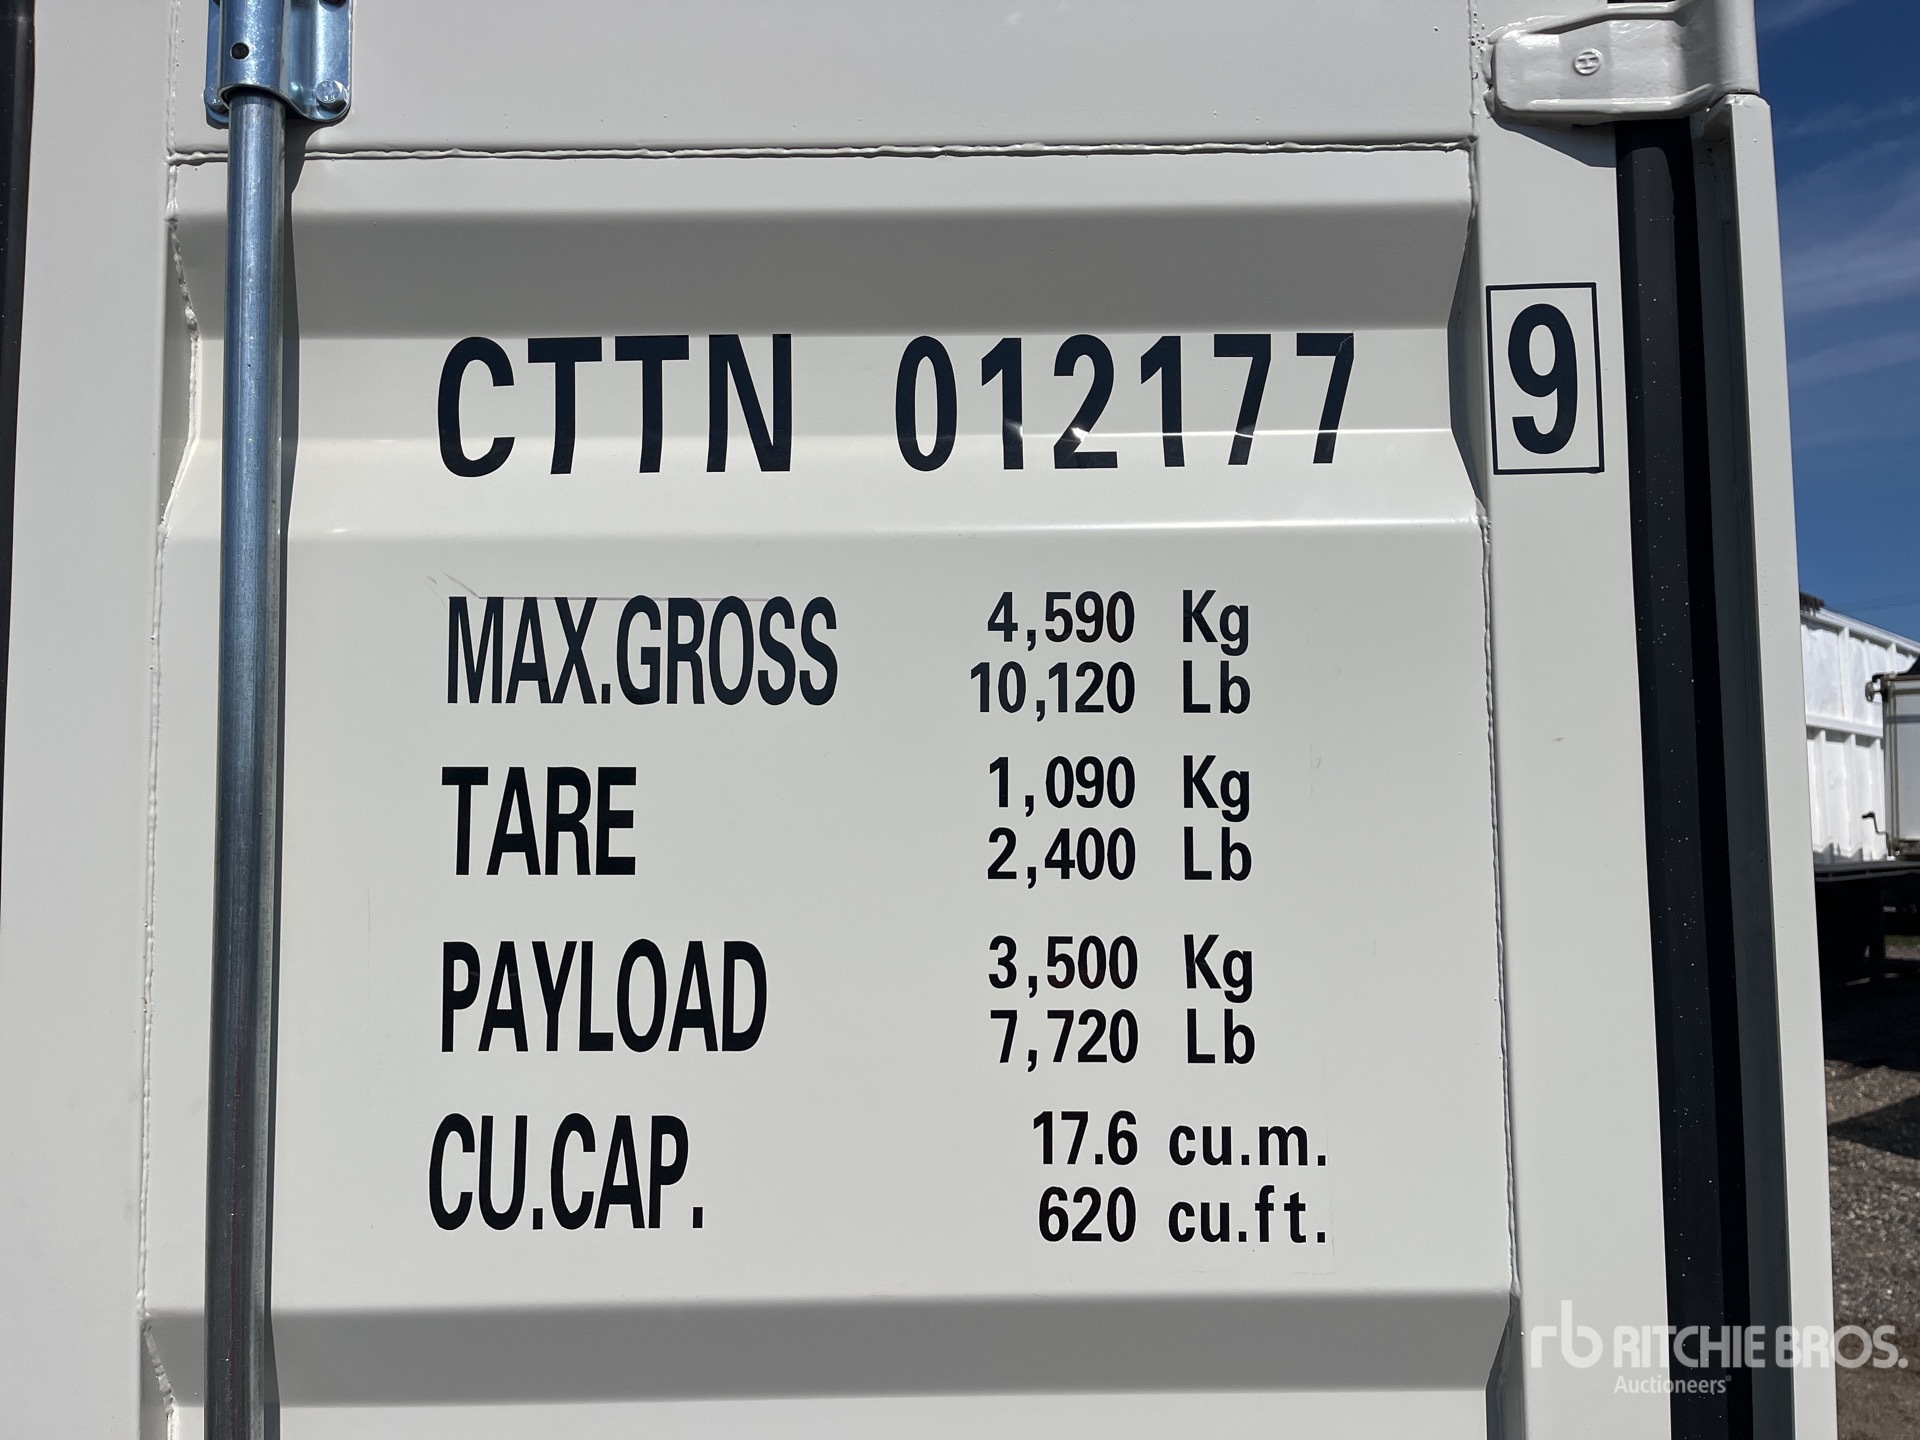 CTTN 012177 9
MAX.GROSS 4,590 Kg
10,120 Lb
TARE 1,090 Kg
2,400 Lb
PAYLOAD 3,500 Kg
7,720 Lb
CU.CAP. 17.6 cu.m.
620 cu.ft.
rb RITCHIE BROS.
Auctioneers